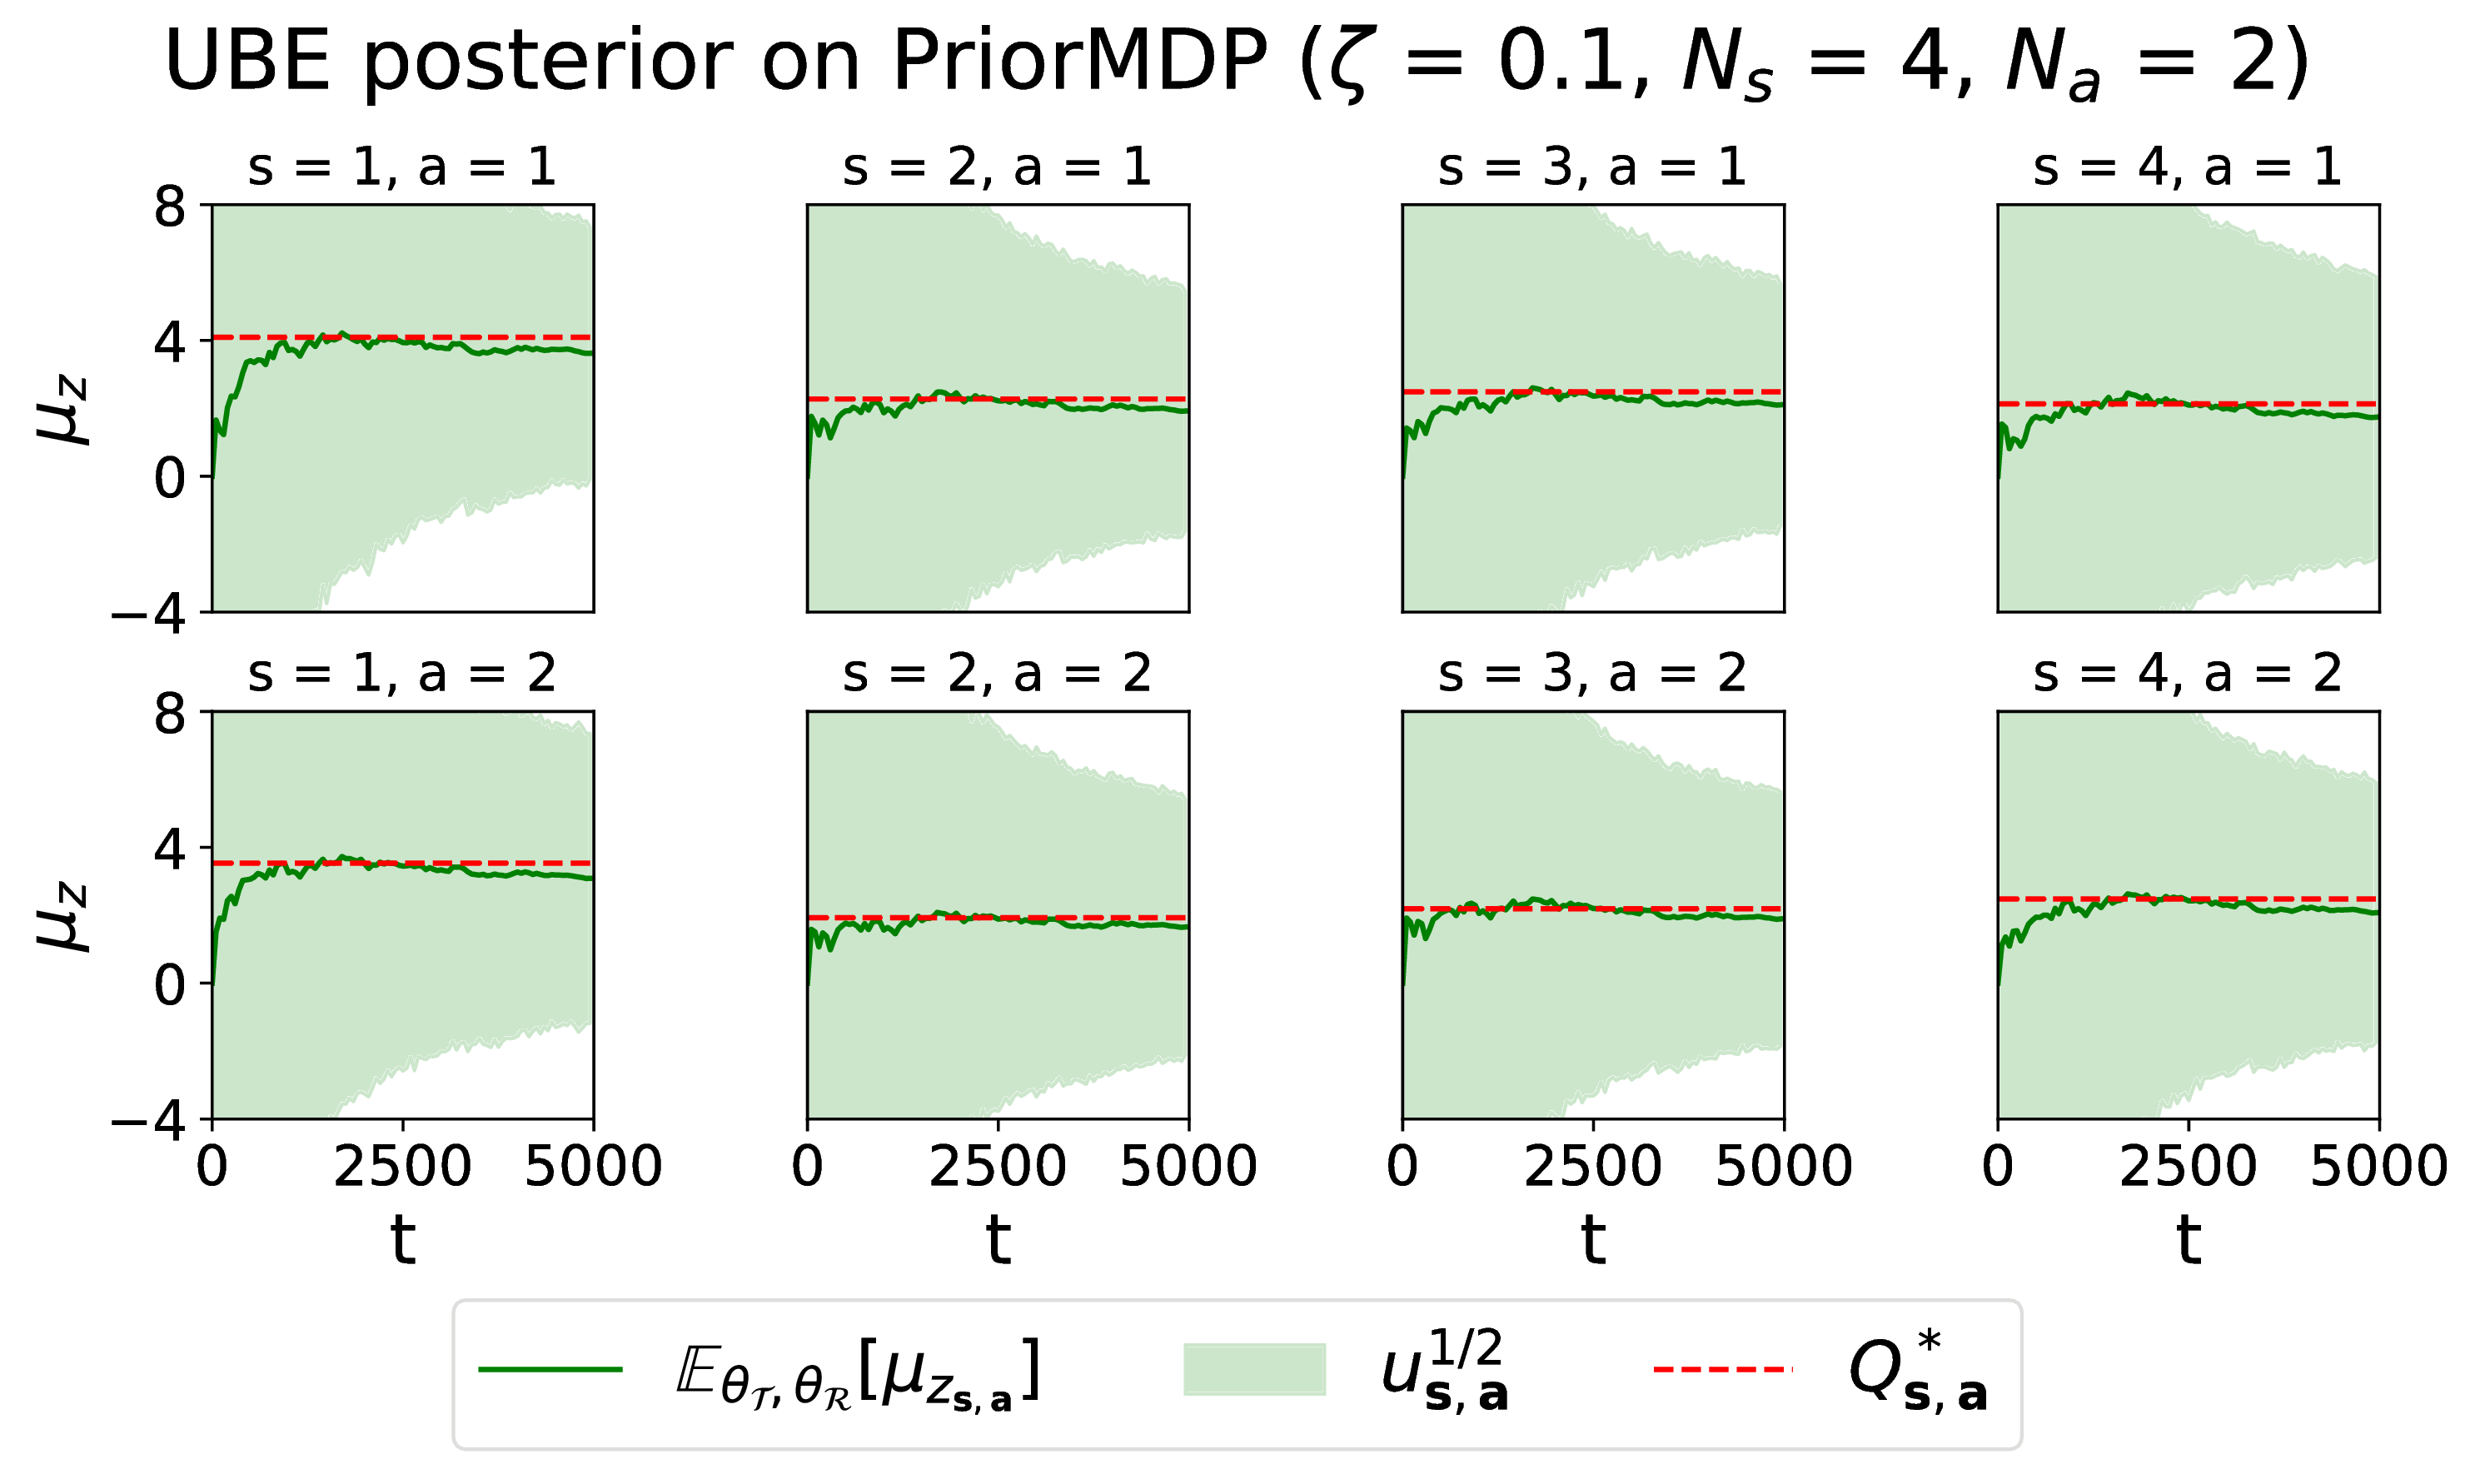 UBE posterior on PriorMDP (ζ = 0.1, N_s = 4, N_a = 2)
s = 1, a = 1
s = 2, a = 1
s = 3, a = 1
s = 4, a = 1
8
4
0
−4
μ_z
s = 1, a = 2
s = 2, a = 2
s = 3, a = 2
s = 4, a = 2
8
4
0
−4
μ_z
0 2500 5000
0 2500 5000
0 2500 5000
0 2500 5000
t
t
t
t
𝔼_{θ_𝒯, θ_ℛ}[μ_{z_{s, a}}]
u_{s, a}^{1/2}
Q_{s, a}^*